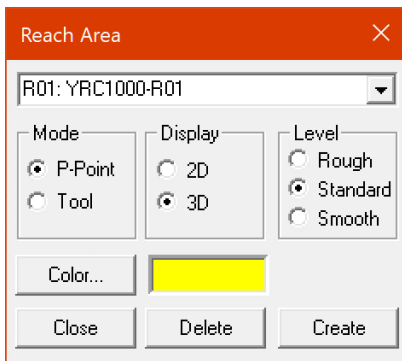 Reach Area
R01: YRC1000-R01
Mode
P-Point
Tool
Display
2D
3D
Level
Rough
Standard
Smooth
Color...
Close
Delete
Create